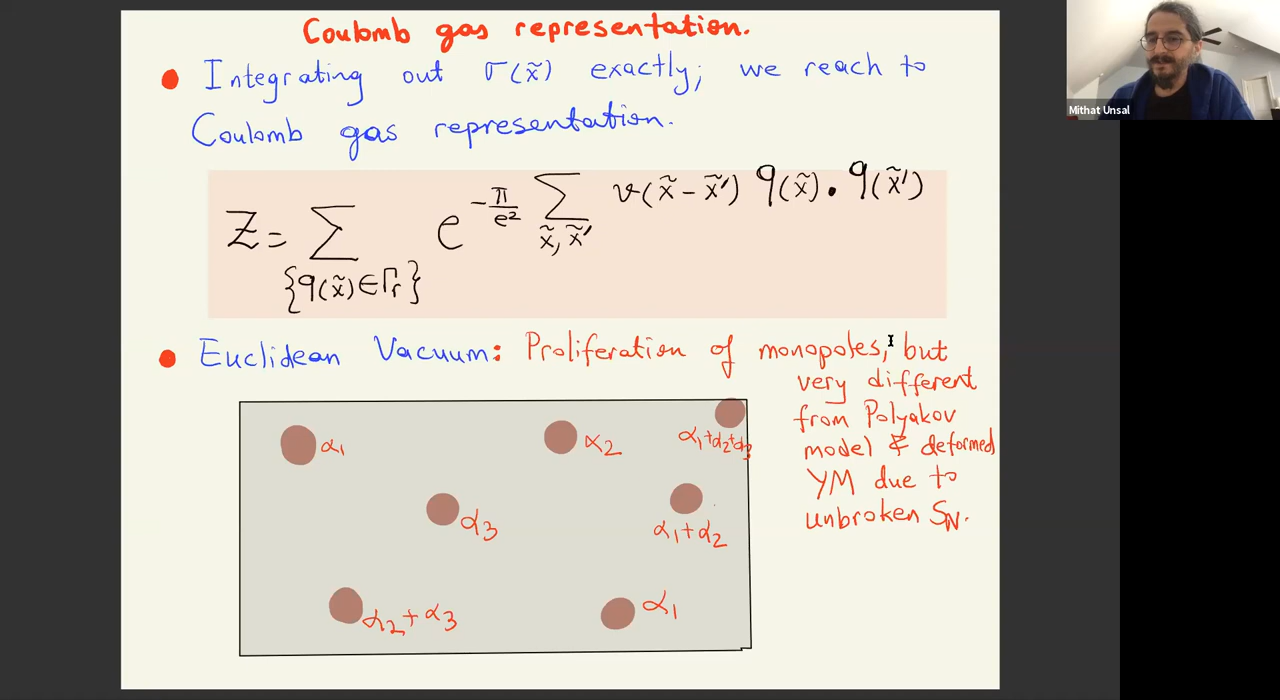 Coulomb gas representation.
• Integrating out σ(x̃) exactly; we reach to
Coulomb gas representation.
Z = ∑_{{q(x̃)∈Γr}} e^{-π/e² ∑_{x̃, x̃'} v(x̃-x̃') q(x̃)·q(x̃')}
• Euclidean Vacuum: Proliferation of monopoles, but
very different
from Polyakov
model & deformed
YM due to
unbroken S_N.
α1
α2
α1+α2+α3
α3
α1+α2
α2+α3
α1
Mithat Unsal